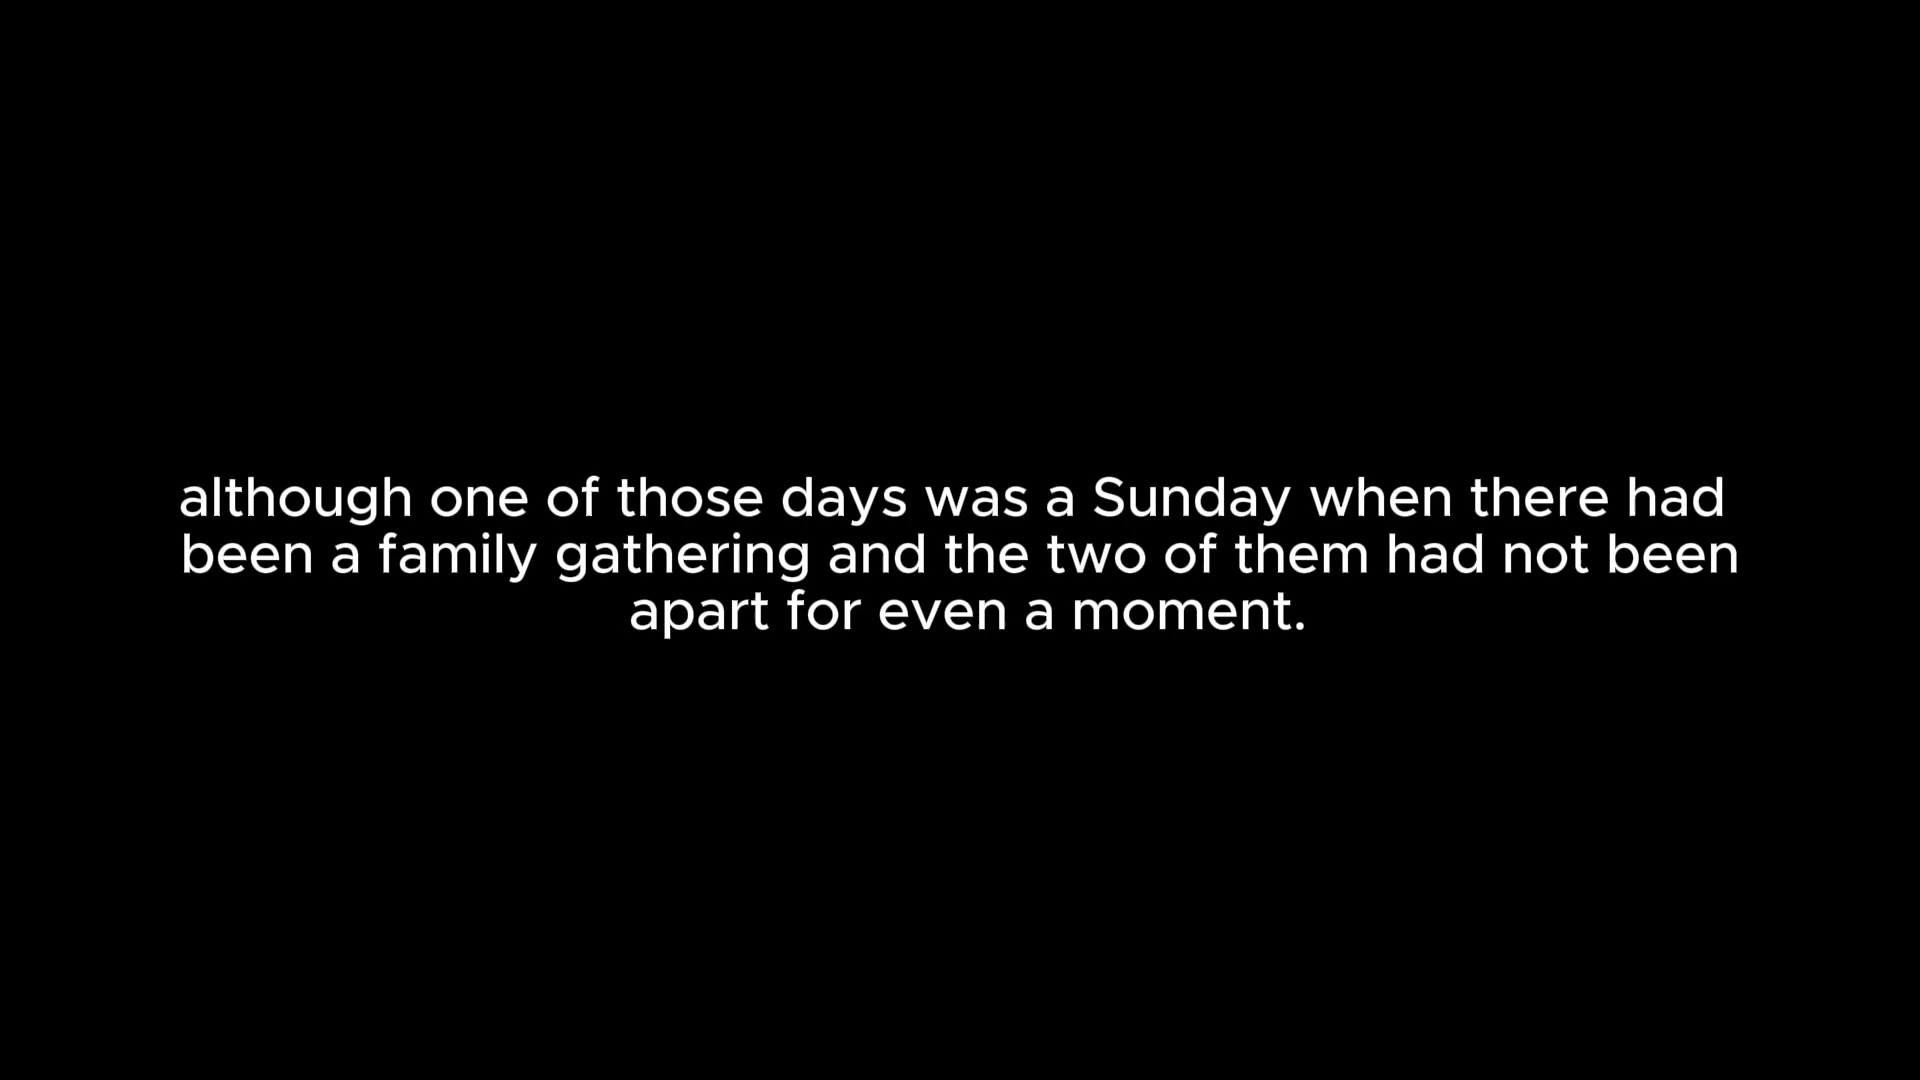 although one of those days was a Sunday when there had
been a family gathering and the two of them had not been
apart for even a moment.